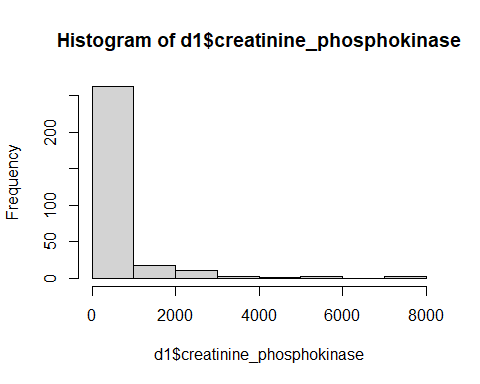 Histogram of d1$creatinine_phosphokinase
Frequency
200
100
50
0
0 2000 4000 6000 8000
d1$creatinine_phosphokinase